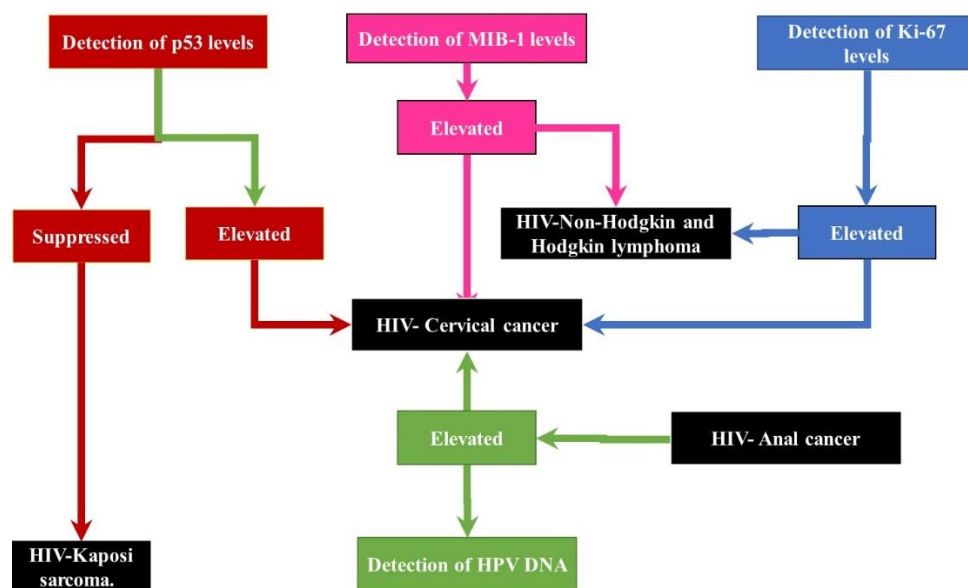 Detection of p53 levels
Detection of MIB-1 levels
Detection of Ki-67
levels
Elevated
Suppressed
Elevated
HIV-Non-Hodgkin and
Hodgkin lymphoma
Elevated
HIV- Cervical cancer
Elevated
HIV- Anal cancer
HIV-Kaposi
sarcoma.
Detection of HPV DNA